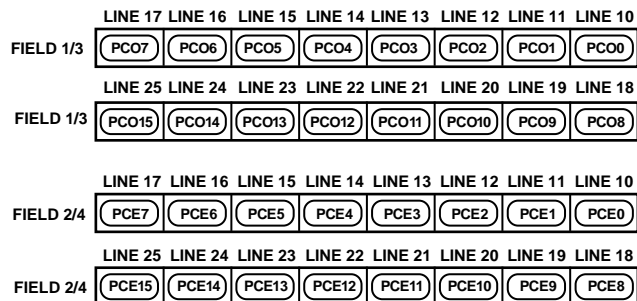 LINE 17 LINE 16 LINE 15 LINE 14 LINE 13 LINE 12 LINE 11 LINE 10
FIELD 1/3 PCO7 PCO6 PCO5 PCO4 PCO3 PCO2 PCO1 PCO0
LINE 25 LINE 24 LINE 23 LINE 22 LINE 21 LINE 20 LINE 19 LINE 18
FIELD 1/3 PCO15 PCO14 PCO13 PCO12 PCO11 PCO10 PCO9 PCO8
LINE 17 LINE 16 LINE 15 LINE 14 LINE 13 LINE 12 LINE 11 LINE 10
FIELD 2/4 PCE7 PCE6 PCE5 PCE4 PCE3 PCE2 PCE1 PCE0
LINE 25 LINE 24 LINE 23 LINE 22 LINE 21 LINE 20 LINE 19 LINE 18
FIELD 2/4 PCE15 PCE14 PCE13 PCE12 PCE11 PCE10 PCE9 PCE8